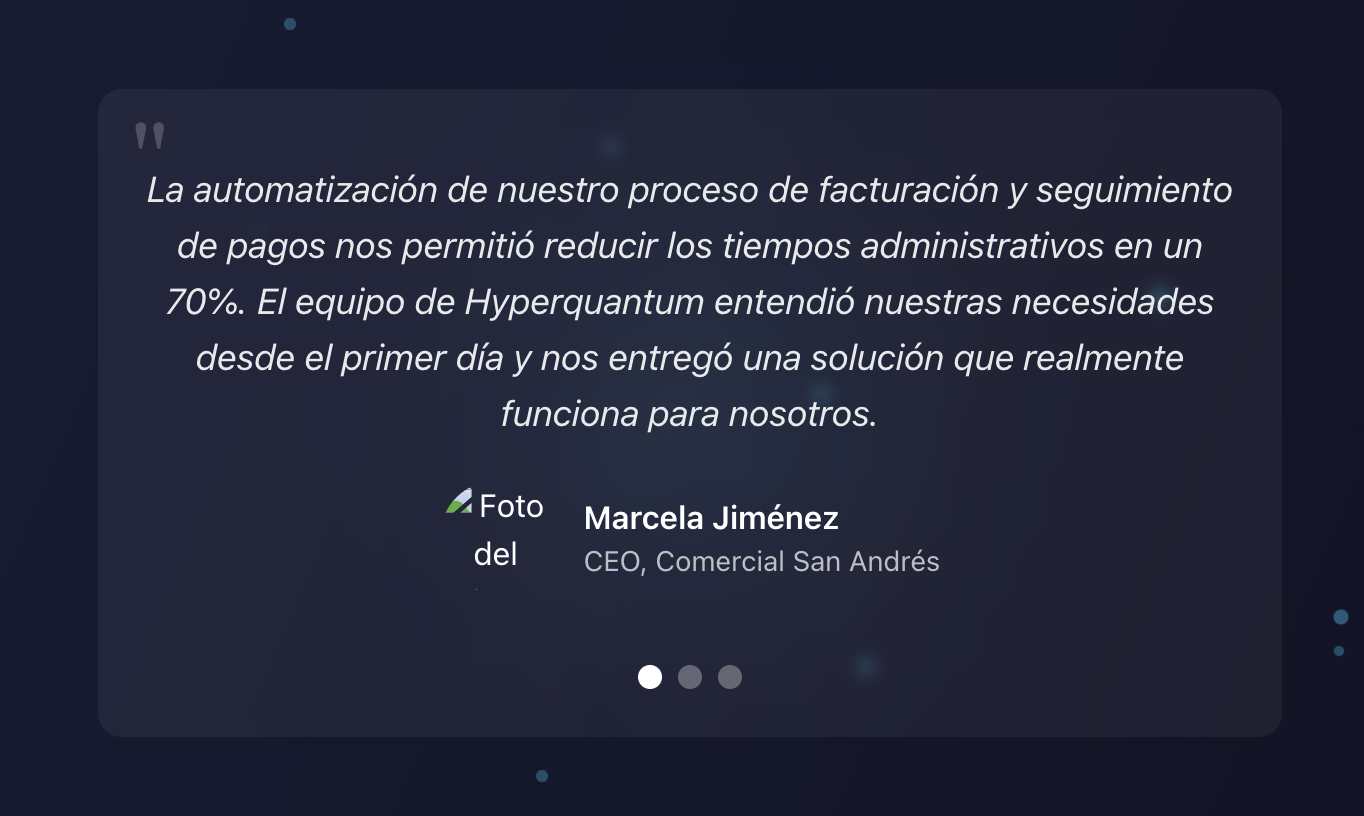 "
La automatización de nuestro proceso de facturación y seguimiento
de pagos nos permitió reducir los tiempos administrativos en un
70%. El equipo de Hyperquantum entendió nuestras necesidades
desde el primer día y nos entregó una solución que realmente
funciona para nosotros.
Foto
del
Marcela Jiménez
CEO, Comercial San Andrés